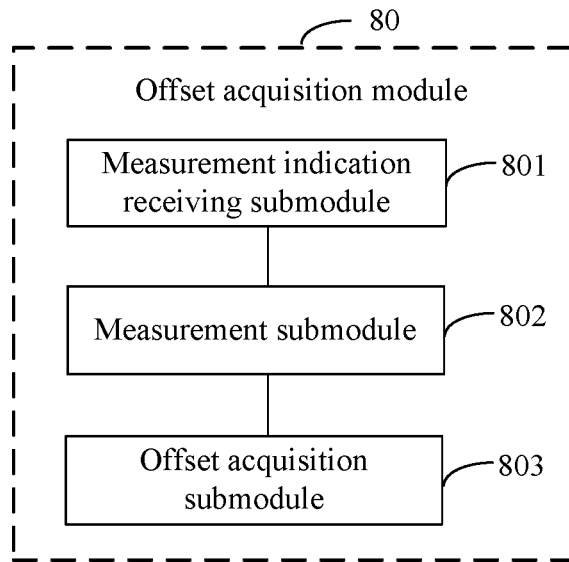 80
Offset acquisition module
Measurement indication
receiving submodule
801
Measurement submodule
802
Offset acquisition
submodule
803